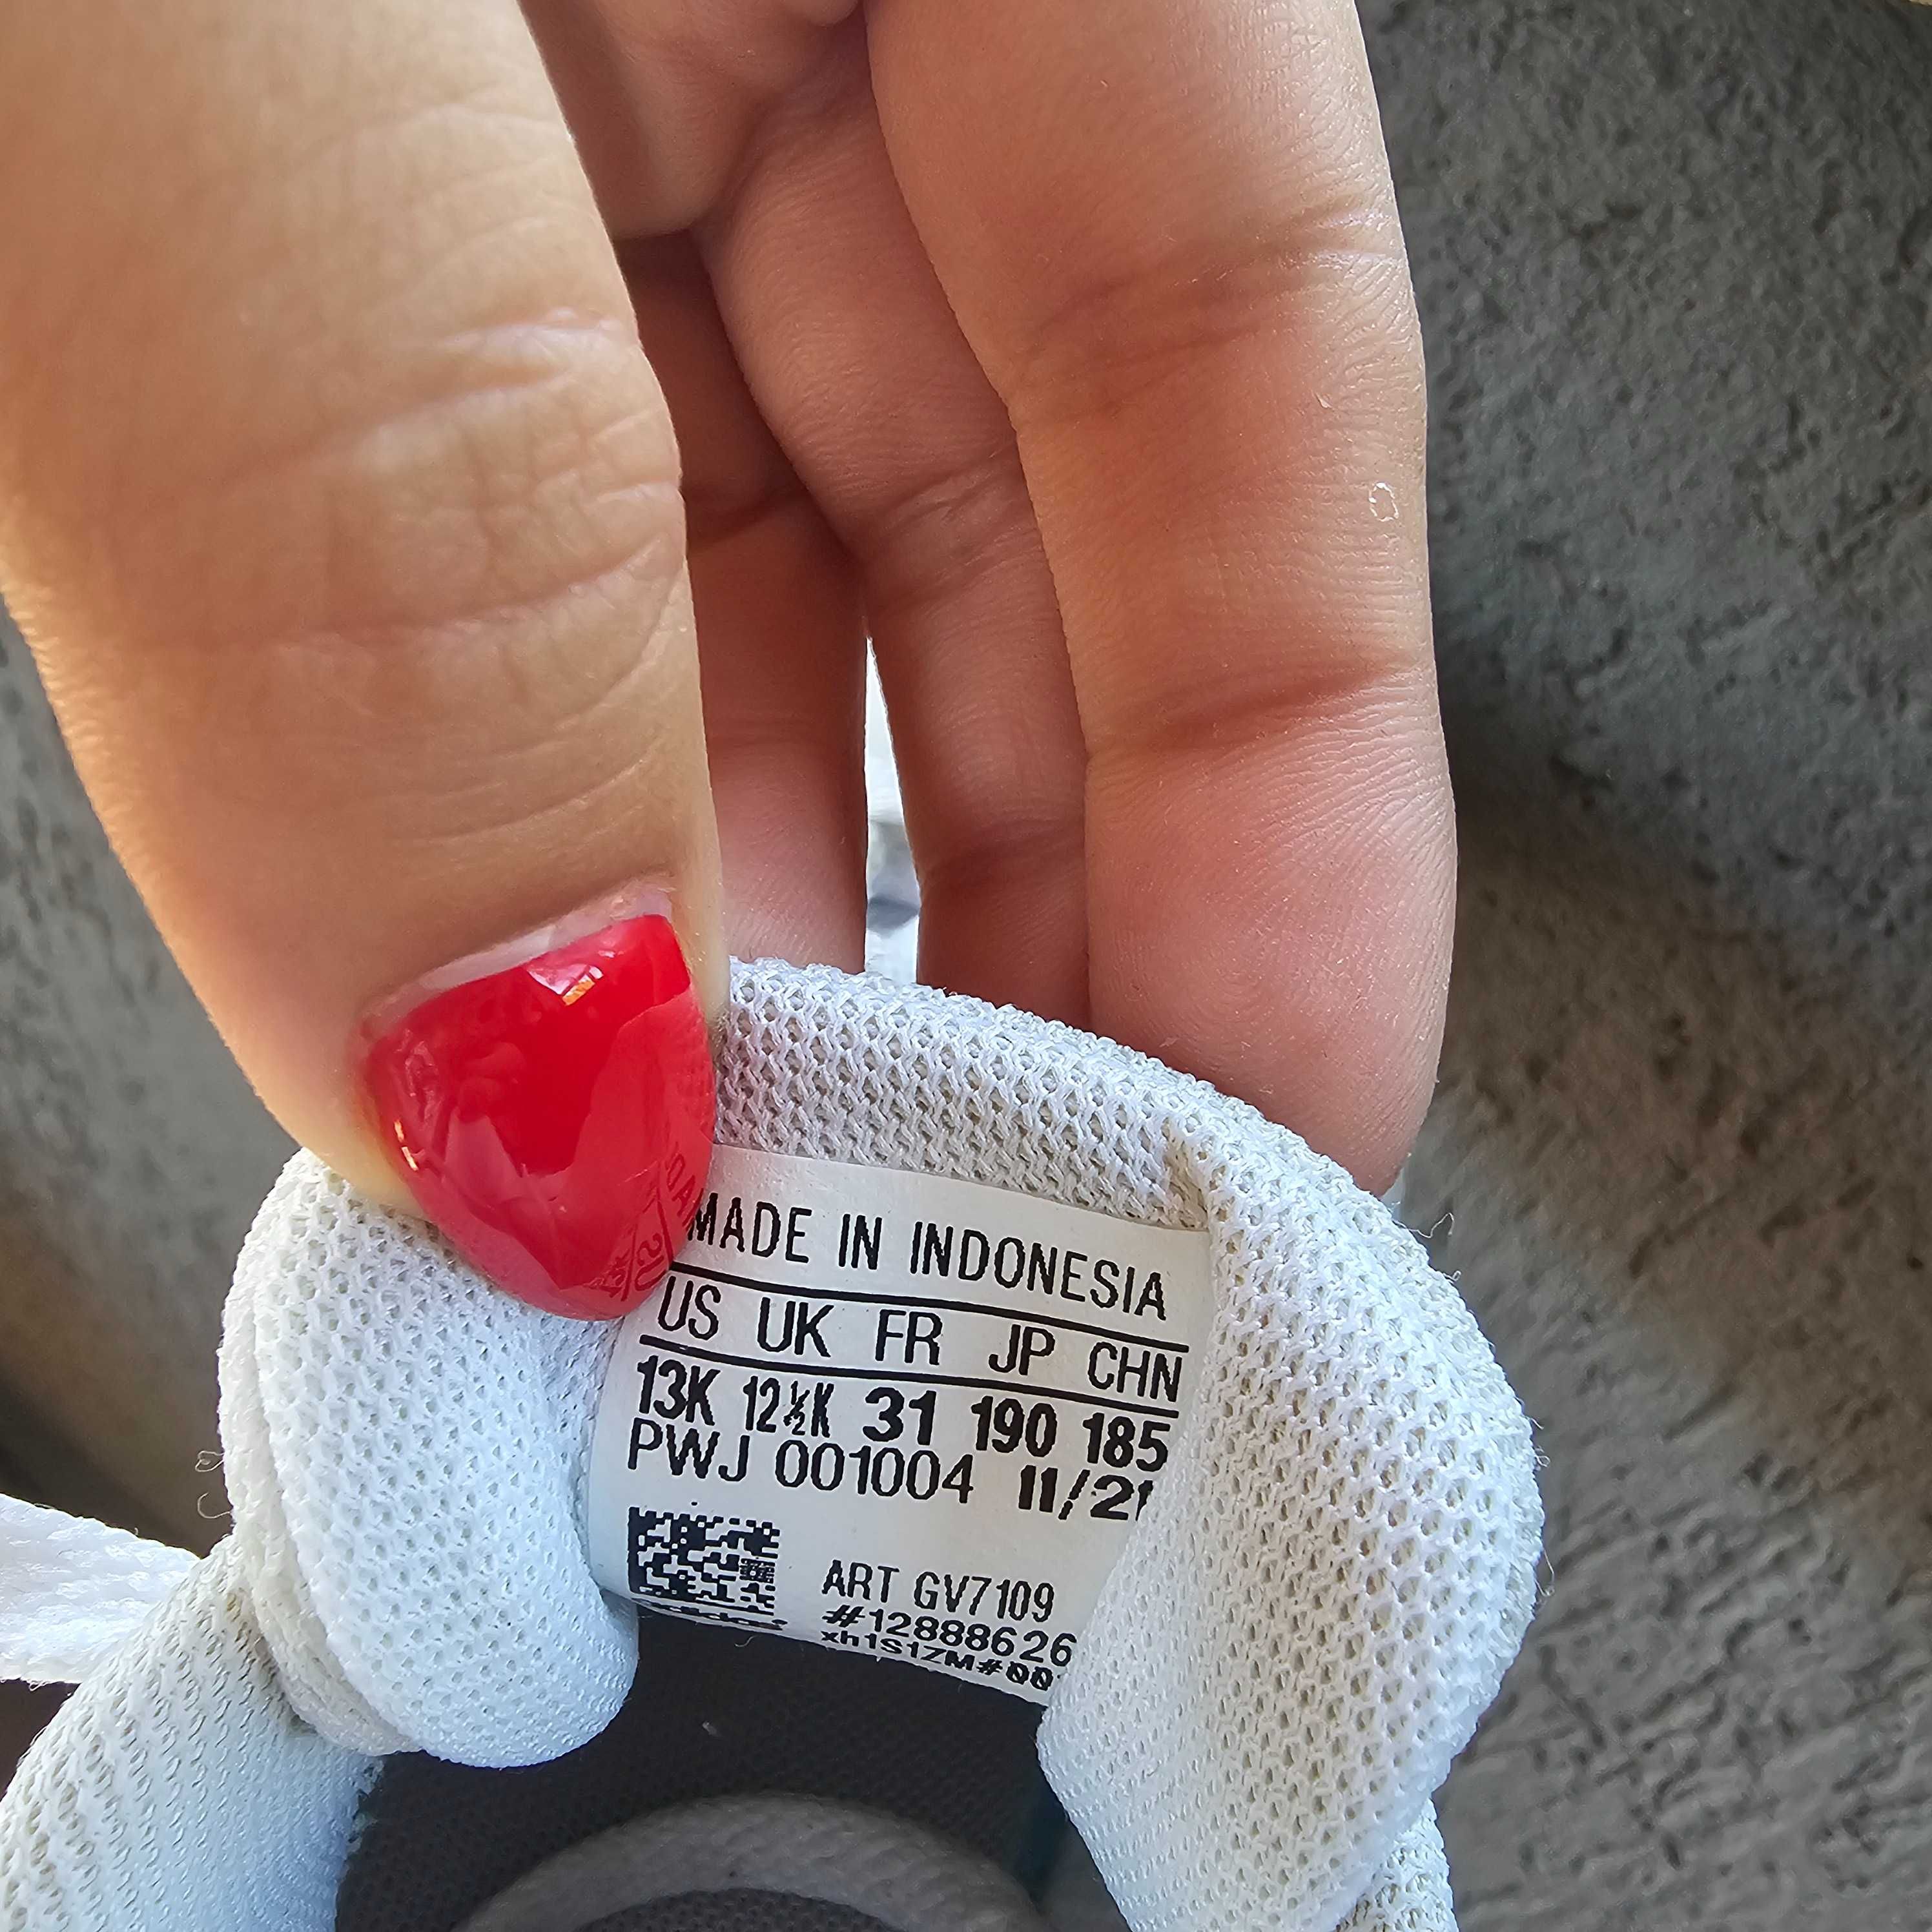 MADE IN INDONESIA
US UK FR JP CHN
13K 12½K 31 190 185
PWJ 001004 11/21
ART GV7109
#12888626
xh1S1ZM#00